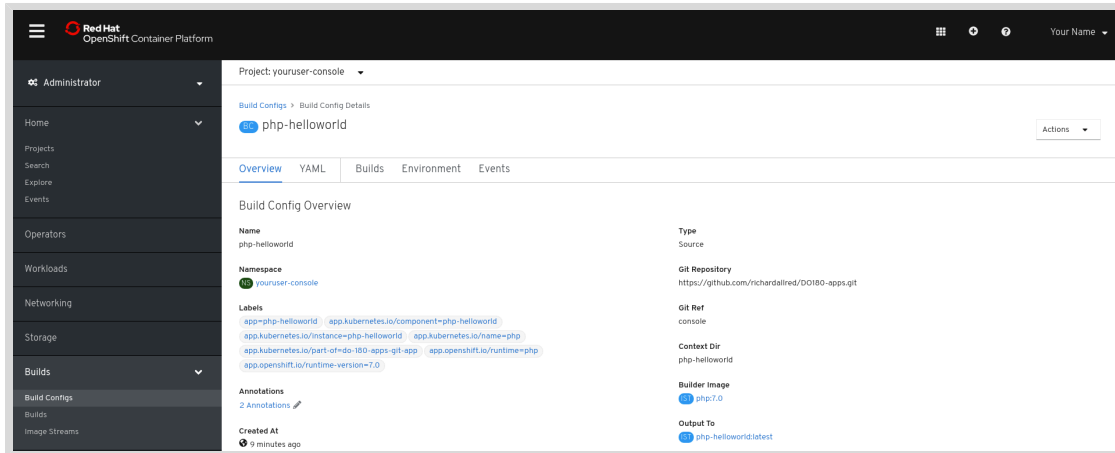 Red Hat
OpenShift Container Platform
Your Name
Administrator
Home
Projects
Search
Explore
Events
Operators
Workloads
Networking
Storage
Builds
Build Configs
Builds
Image Streams
Project: youruser-console
Build Configs > Build Config Details
BC php-helloworld
Actions
Overview YAML Builds Environment Events
Build Config Overview
Name
php-helloworld
Namespace
NS youruser-console
Labels
app=php-helloworld app.kubernetes.io/component=php-helloworld
app.kubernetes.io/instance=php-helloworld app.kubernetes.io/name=php
app.kubernetes.io/part-of=do-180-apps-git-app app.openshift.io/runtime=php
app.openshift.io/runtime-version=7.0
Annotations
2 Annotations
Created At
9 minutes ago
Type
Source
Git Repository
https://github.com/richardallred/DO180-apps.git
Git Ref
console
Context Dir
php-helloworld
Builder Image
IST php:7.0
Output To
IST php-helloworld:latest